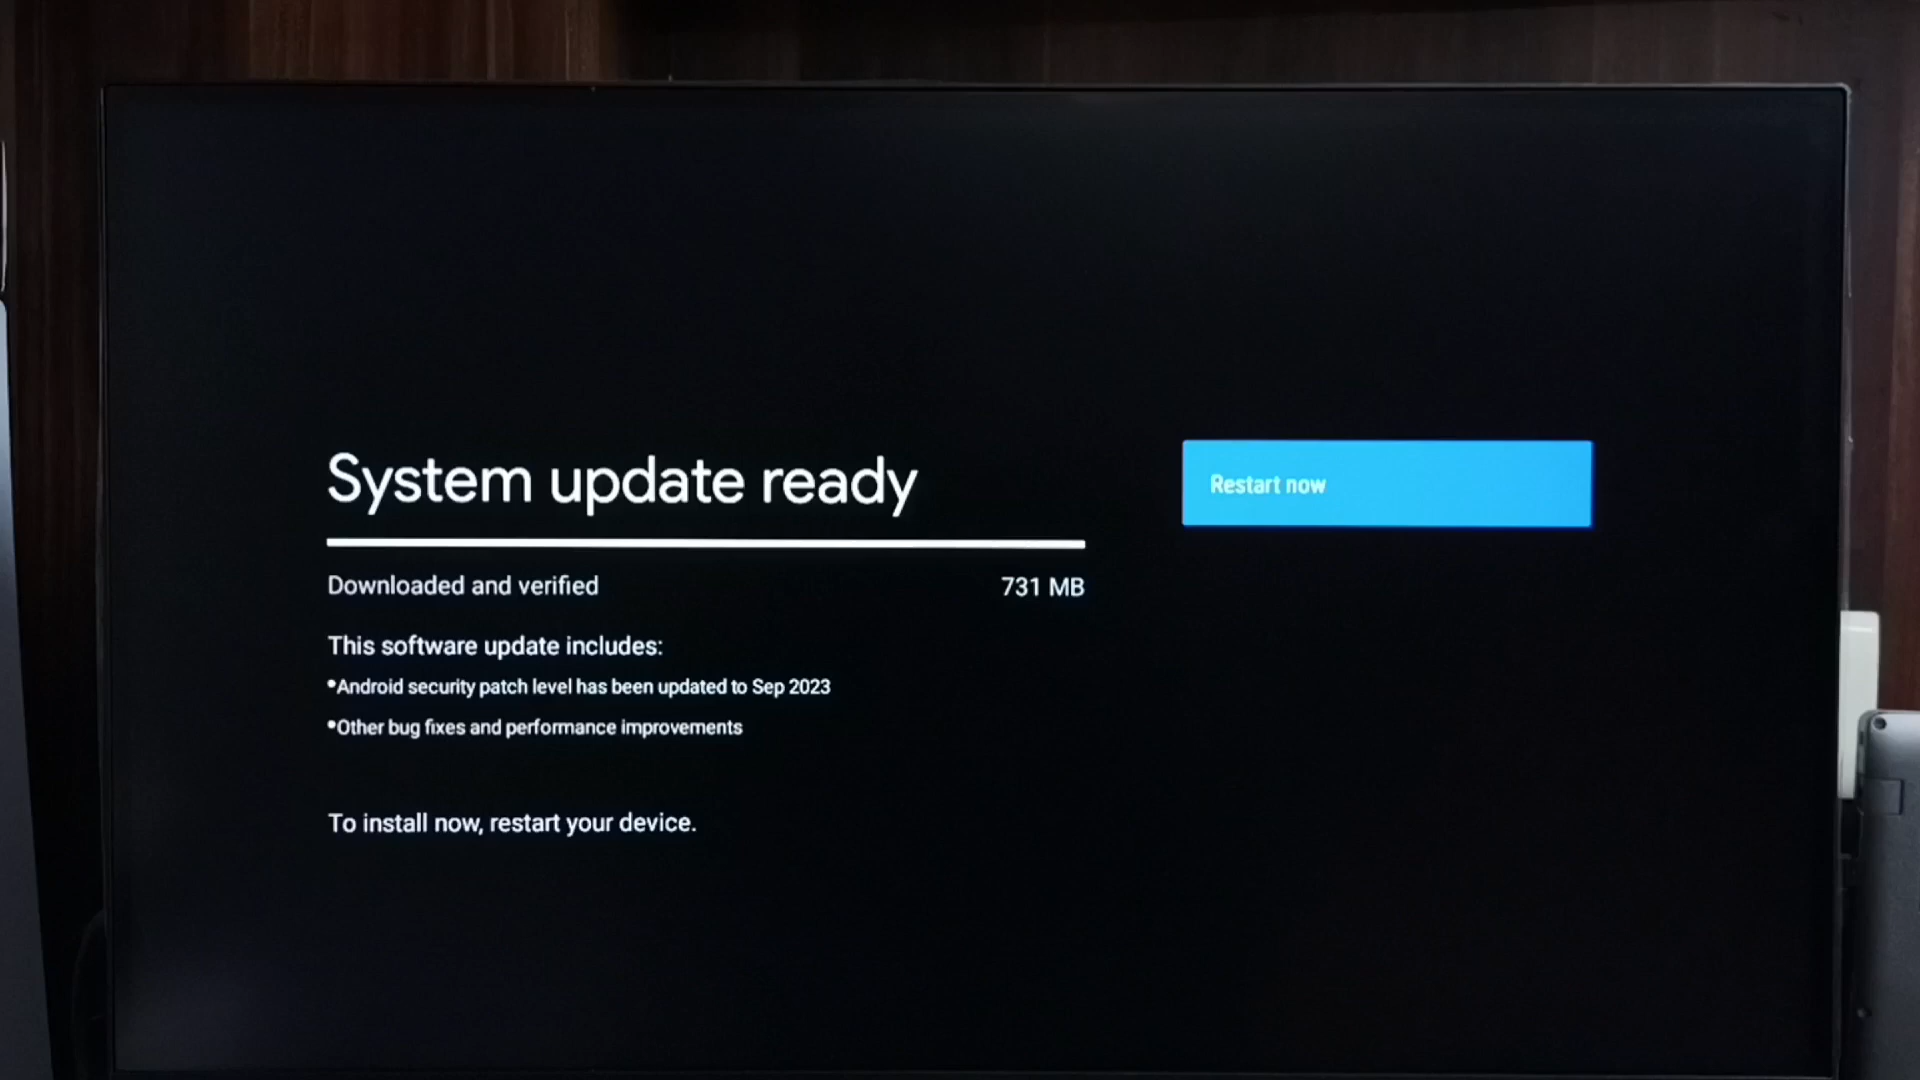 System update ready
Restart now
Downloaded and verified 731 MB
This software update includes:
•Android security patch level has been updated to Sep 2023
•Other bug fixes and performance improvements
To install now, restart your device.